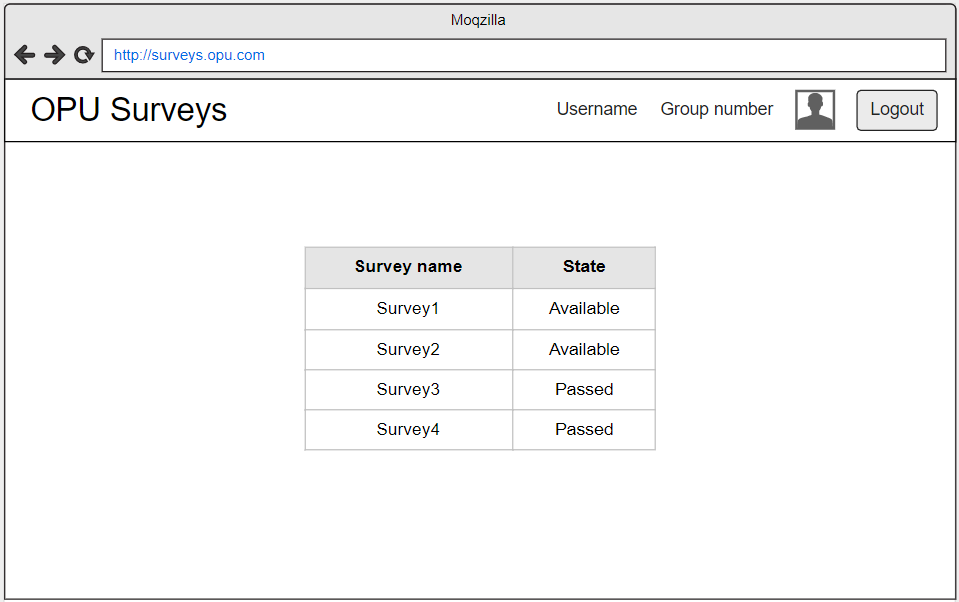 Moqzilla
http://surveys.opu.com
OPU Surveys Username Group number Logout
Survey name State
Survey1 Available
Survey2 Available
Survey3 Passed
Survey4 Passed